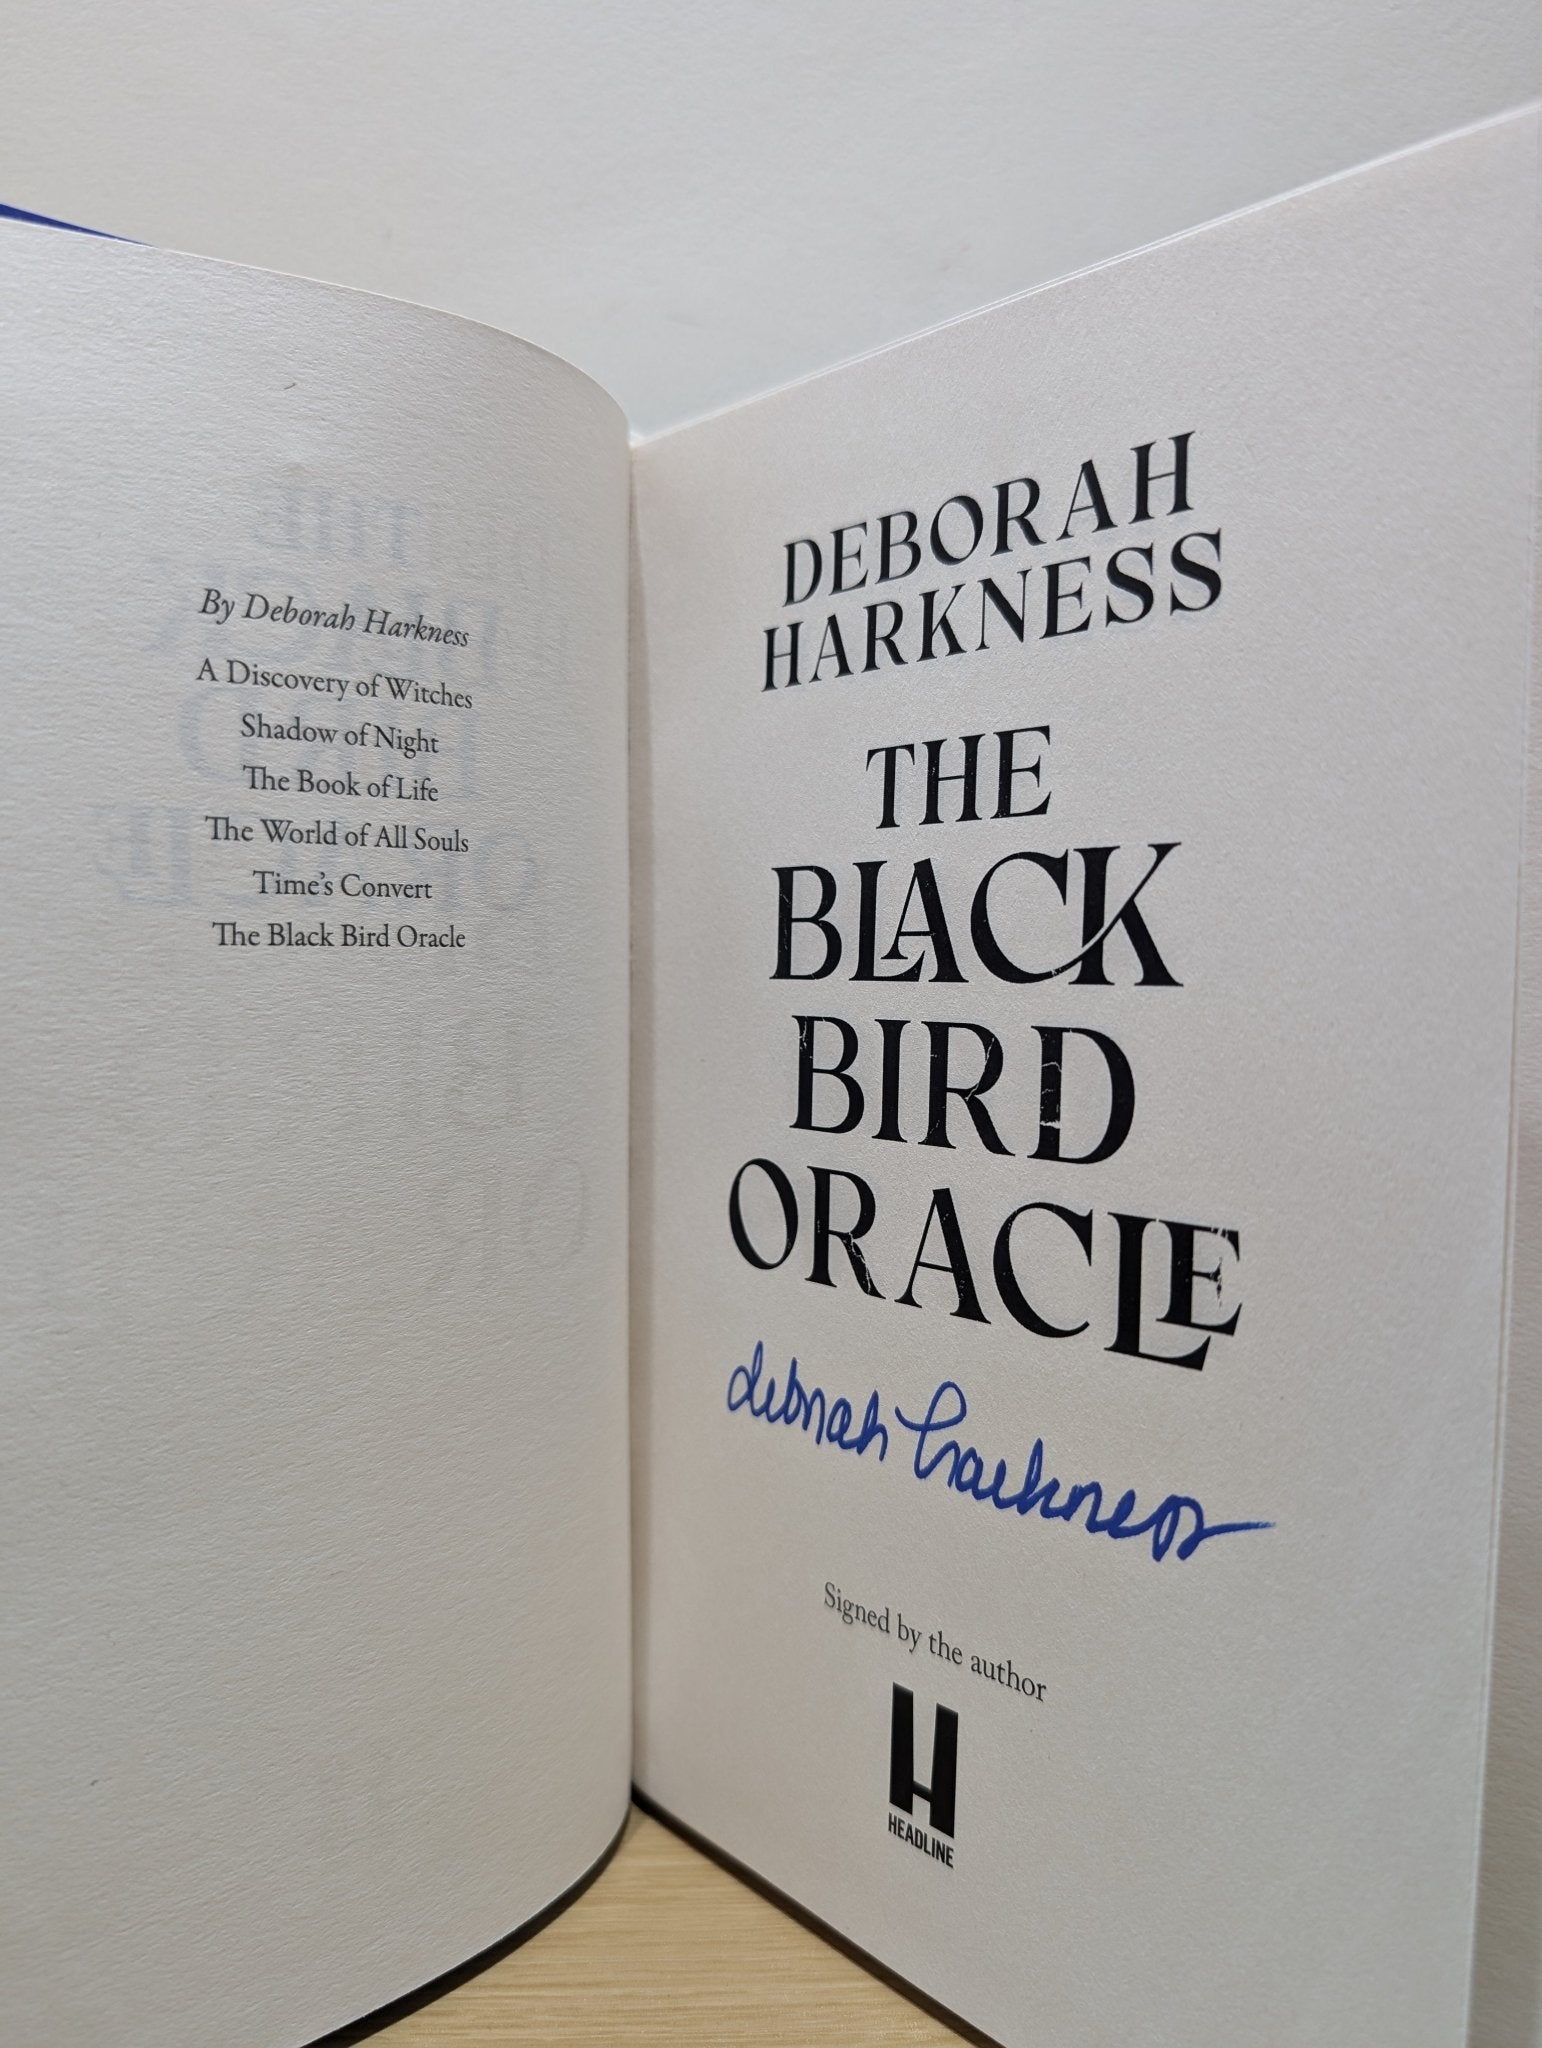 By Deborah Harkness
A Discovery of Witches
Shadow of Night
The Book of Life
The World of All Souls
Time's Convert
The Black Bird Oracle
DEBORAH
HARKNESS
THE
BLACK
BIRD
ORACLE
deborah harkness
Signed by the author
H
HEADLINE